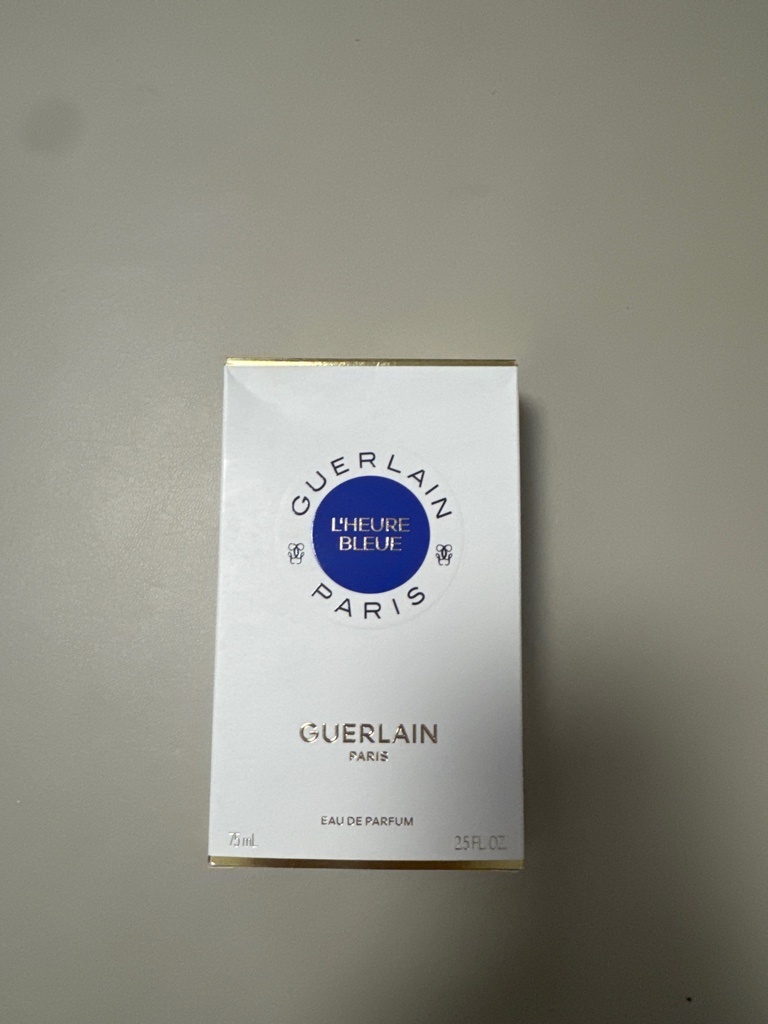 GUERLAIN
L'HEURE
BLEUE
PARIS
GUERLAIN
PARIS
EAU DE PARFUM
75 mL
2.5 FL. OZ.